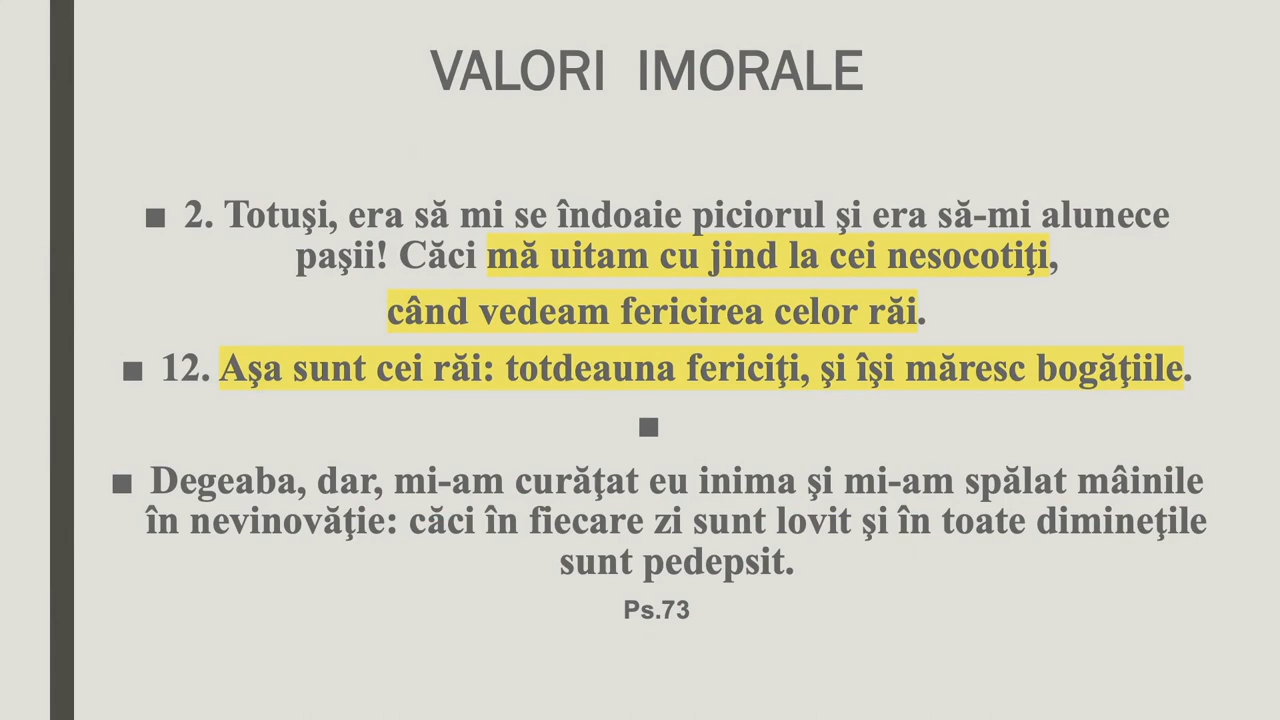 VALORI IMORALE
■ 2. Totuşi, era să mi se îndoaie piciorul şi era să-mi alunece
paşii! Căci mă uitam cu jind la cei nesocotiţi,
când vedeam fericirea celor răi.
■ 12. Aşa sunt cei răi: totdeauna fericiţi, şi îşi măresc bogăţiile.
■
■ Degeaba, dar, mi-am curăţat eu inima şi mi-am spălat mâinile
în nevinovăţie: căci în fiecare zi sunt lovit şi în toate dimineţile
sunt pedepsit.
Ps.73